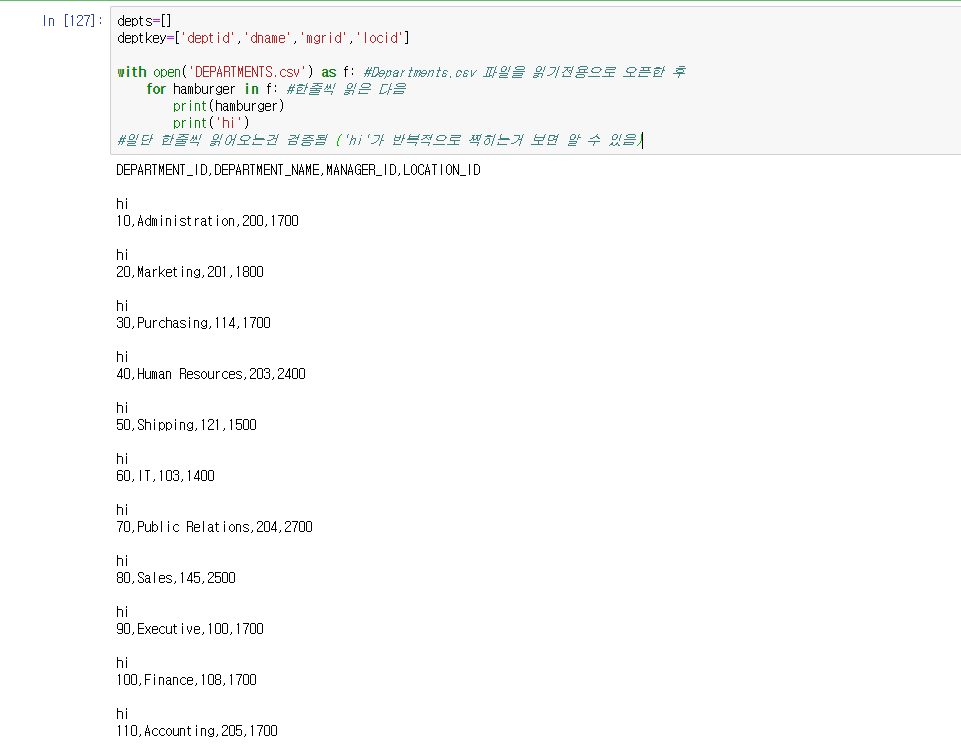 In [127]: depts=[]
deptkey=['deptid','dname','mgrid','locid']
with open('DEPARTMENTS.csv') as f: #Departments.csv 파일을 읽기전용으로 오픈한 후
for hamburger in f: #한줄씩 읽은 다음
print(hamburger)
print('hi')
#일단 한줄씩 읽어오는건 검증됨 ('hi'가 반복적으로 찍히는거 보면 알 수 있음)
DEPARTMENT_ID,DEPARTMENT_NAME,MANAGER_ID,LOCATION_ID
hi
10,Administration,200,1700
hi
20,Marketing,201,1800
hi
30,Purchasing,114,1700
hi
40,Human Resources,203,2400
hi
50,Shipping,121,1500
hi
60,IT,103,1400
hi
70,Public Relations,204,2700
hi
80,Sales,145,2500
hi
90,Executive,100,1700
hi
100,Finance,108,1700
hi
110,Accounting,205,1700